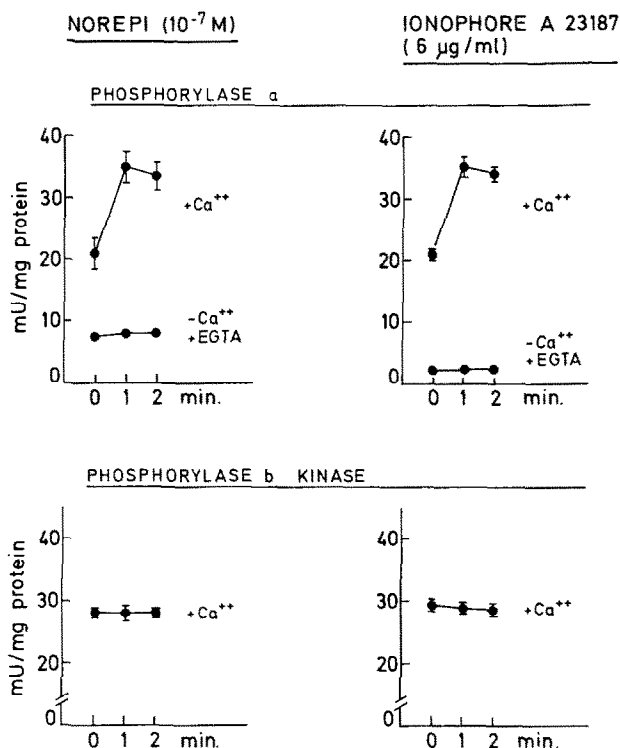 NOREPI (10⁻⁷ M)
IONOPHORE A 23187
( 6 µg/ml)
PHOSPHORYLASE a
mU/mg protein
40
30
20
10
0
+Ca⁺⁺
-Ca⁺⁺
+EGTA
0 1 2 min.
40
30
20
10
0
+Ca⁺⁺
-Ca⁺⁺
+EGTA
0 1 2 min.
PHOSPHORYLASE b KINASE
mU/mg protein
40
30
20
0
+Ca⁺⁺
0 1 2 min.
40
30
20
0
+Ca⁺⁺
0 1 2 min.